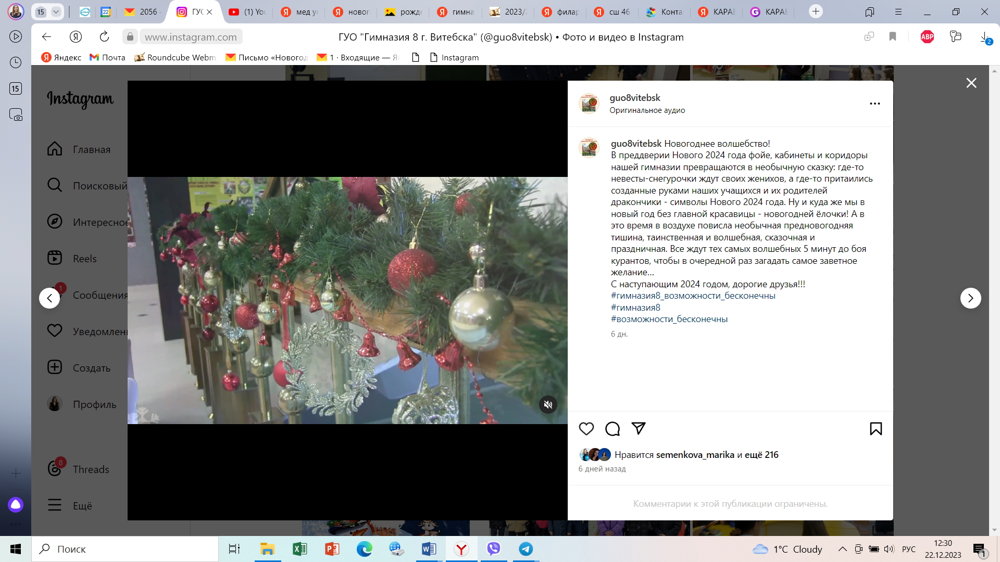 15
22
2056
ГУС
(1) You
мед у
новог
рожд
гимна
2023/
филар
сш 46
Конта
КАРАЕ
КАРАЕ
www.instagram.com
ГУО "Гимназия 8 г. Витебска" (@guo8vitebsk) • Фото и видео в Instagram
ABP
2
Яндекс
Почта
Roundcube Webm
Письмо «Новогод
1 · Входящие — Я
Instagram
15
Instagram
Главная
Поисковый
Интересное
Reels
1
Сообщения
Уведомлен
Создать
Профиль
8
Threads
Ещё
guo8vitebsk
Оригинальное аудио
guo8vitebsk Новогоднее волшебство!
В преддверии Нового 2024 года фойе, кабинеты и коридоры
нашей гимназии превращаются в необычную сказку: где-то
невесты-снегурочки ждут своих женихов, а где-то притаились
созданные руками наших учащихся и их родителей
дракончики - символы Нового 2024 года. Ну и куда же мы в
новый год без главной красавицы - новогодней ёлочки! А в
это время в воздухе повисла необычная предновогодняя
тишина, таинственная и волшебная, сказочная и
праздничная. Все ждут тех самых волшебных 5 минут до боя
курантов, чтобы в очередной раз загадать самое заветное
желание...
С наступающим 2024 годом, дорогие друзья!!!
#гимназия8_возможности_бесконечны
#гимназия8
#возможности_бесконечны
6 дн.
Нравится semenkova_marika и ещё 216
6 дней назад
Комментарии к этой публикации ограничены.
Поиск
1°C Cloudy
РУС
12:30
22.12.2023
1